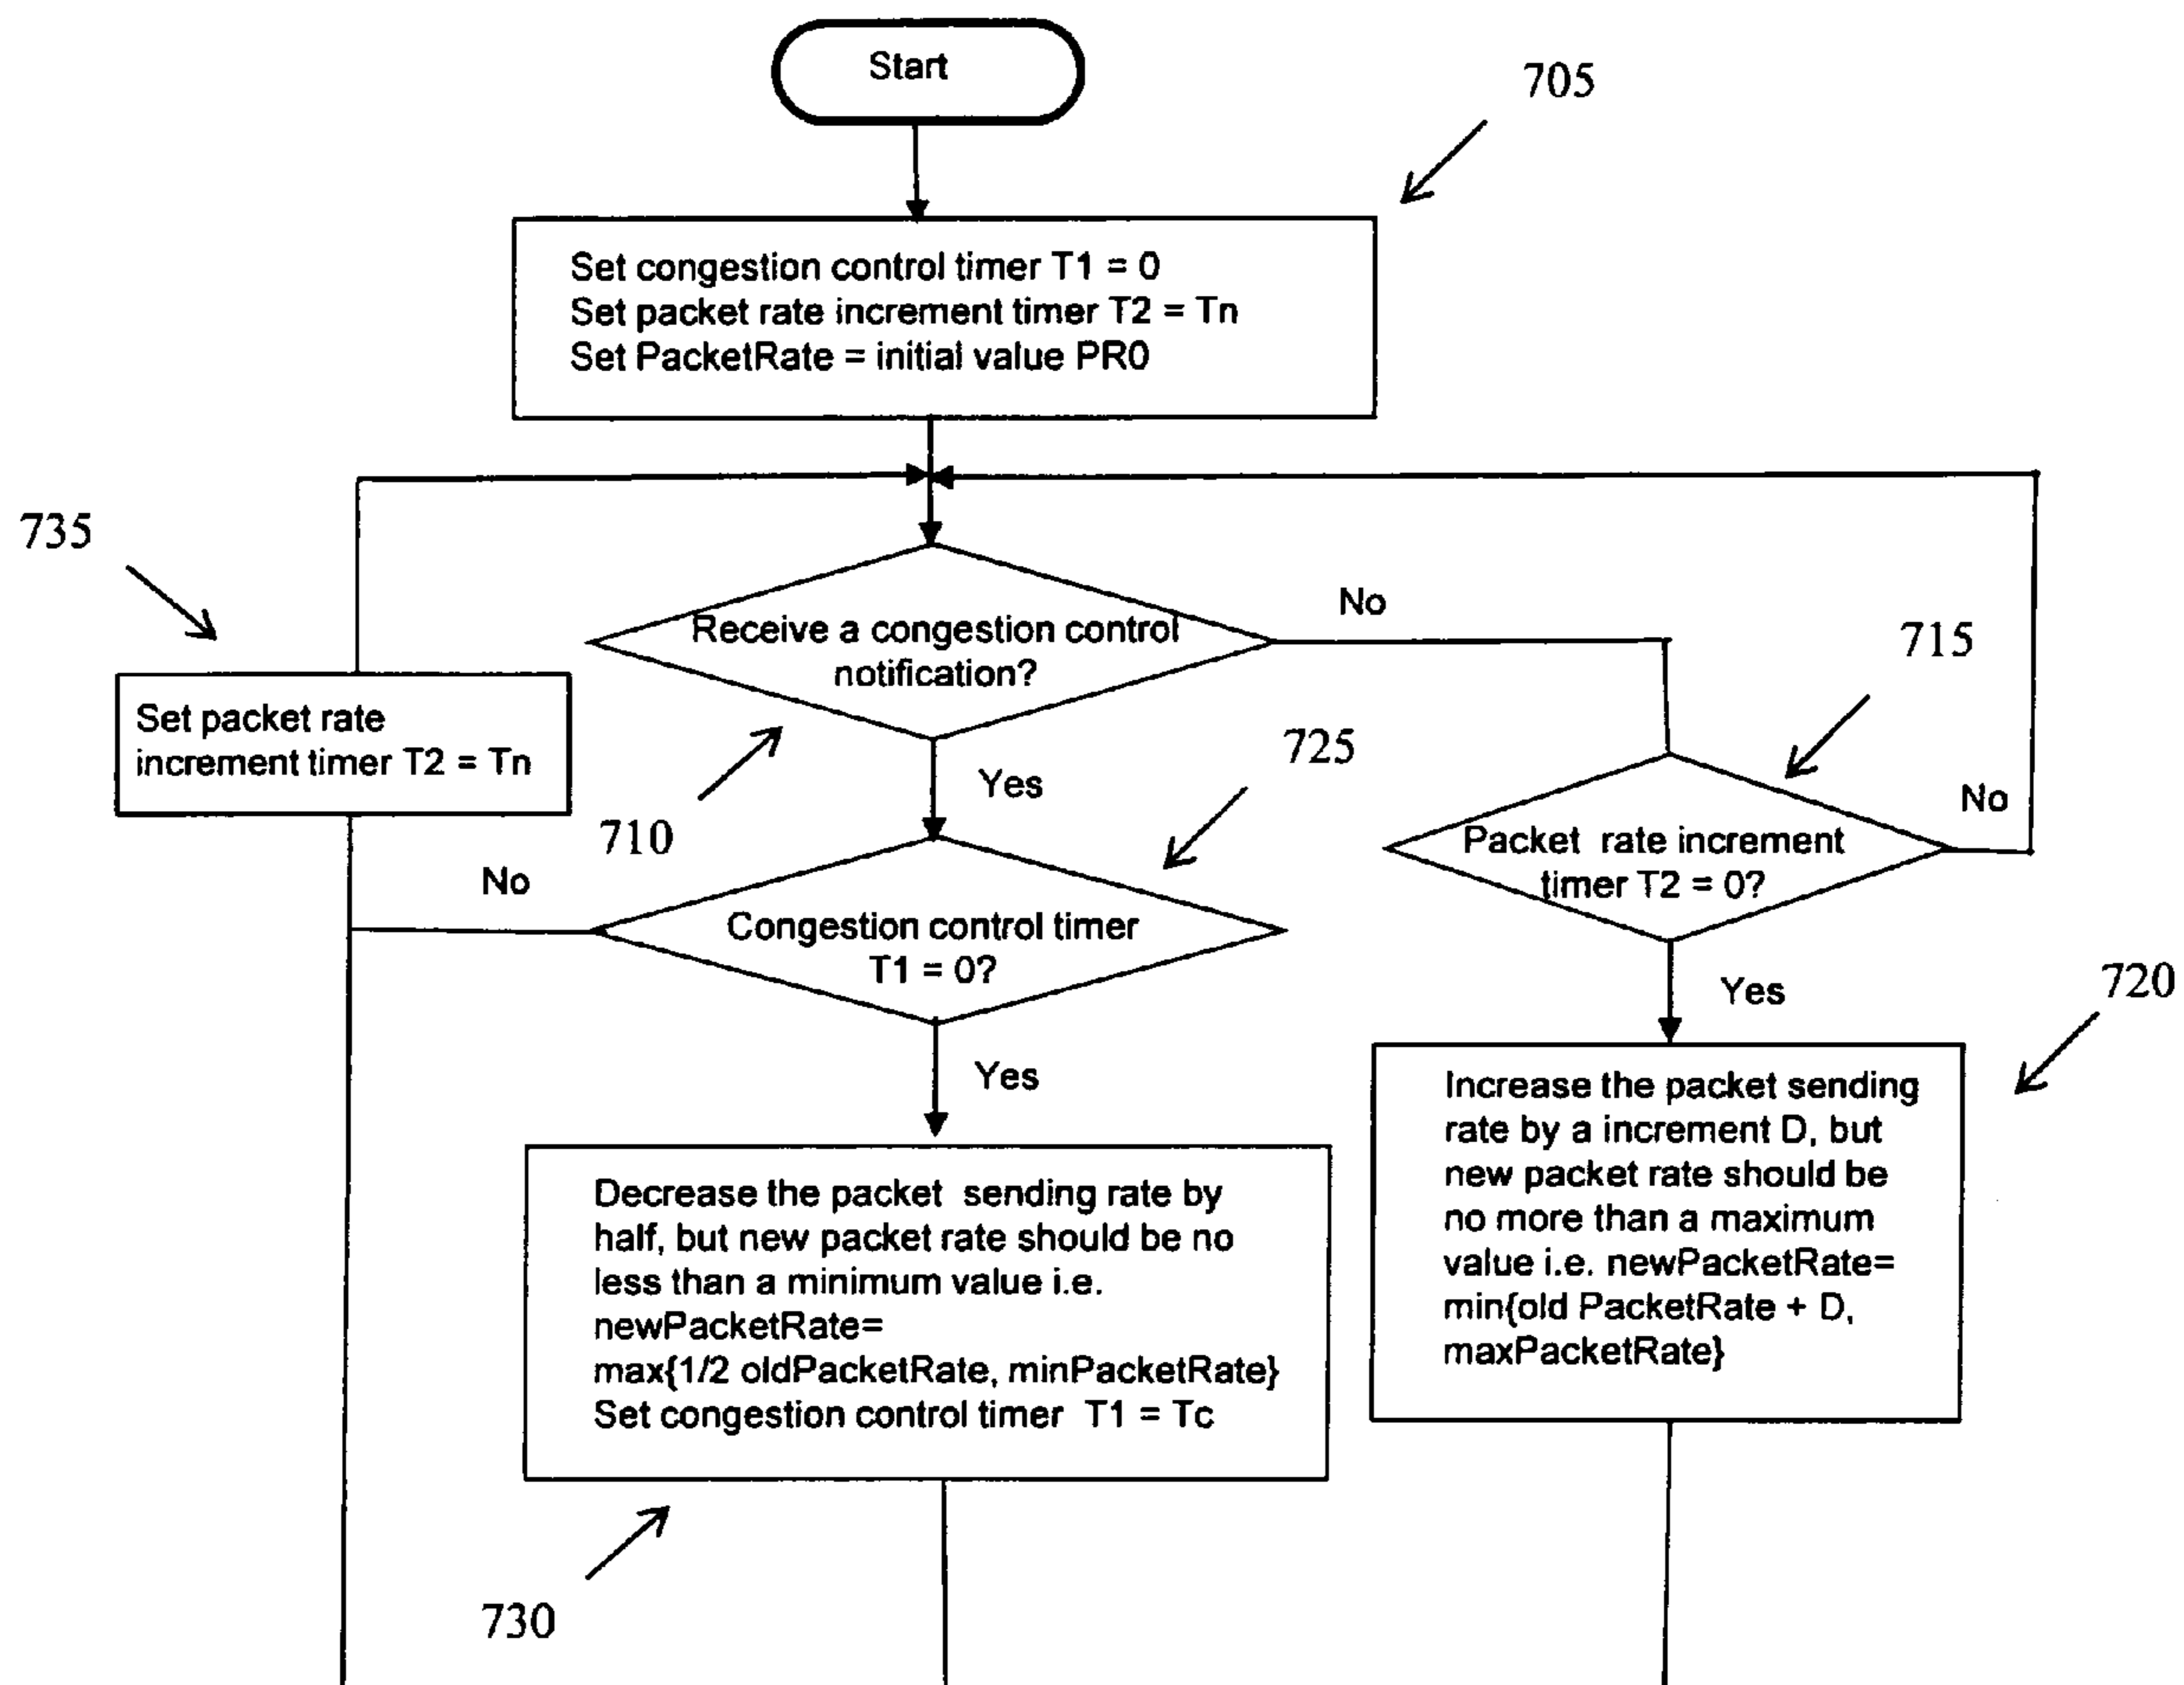 Start
705
Set congestion control timer T1 = 0
Set packet rate increment timer T2 = Tn
Set PacketRate = initial value PR0
735
Set packet rate
increment timer T2 = Tn
Receive a congestion control
notification?
No
715
710
Yes
725
No
Congestion control timer
T1 = 0?
Packet rate increment
timer T2 = 0?
No
Yes
Yes
720
Decrease the packet sending rate by
half, but new packet rate should be no
less than a minimum value i.e.
newPacketRate=
max{1/2 oldPacketRate, minPacketRate}
Set congestion control timer T1 = Tc
730
Increase the packet sending
rate by a increment D, but
new packet rate should be
no more than a maximum
value i.e. newPacketRate=
min{old PacketRate + D,
maxPacketRate}